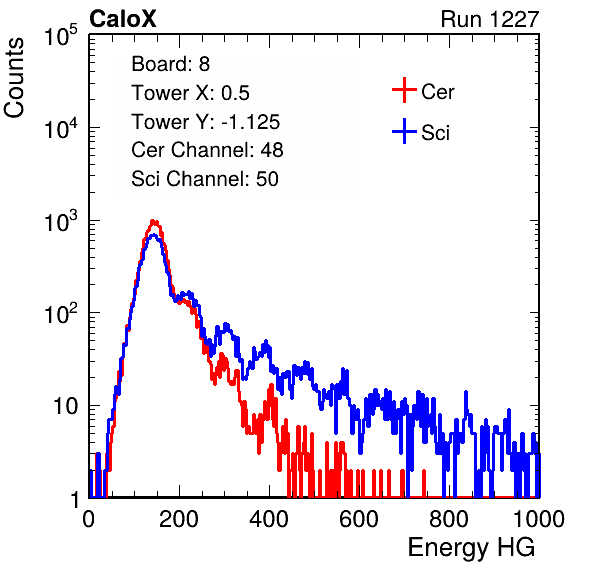 CaloX Run 1227
Counts
10^5
10^4
10^3
10^2
10
1
Board: 8
Tower X: 0.5
Tower Y: -1.125
Cer Channel: 48
Sci Channel: 50
Cer
Sci
0 200 400 600 800 1000
Energy HG